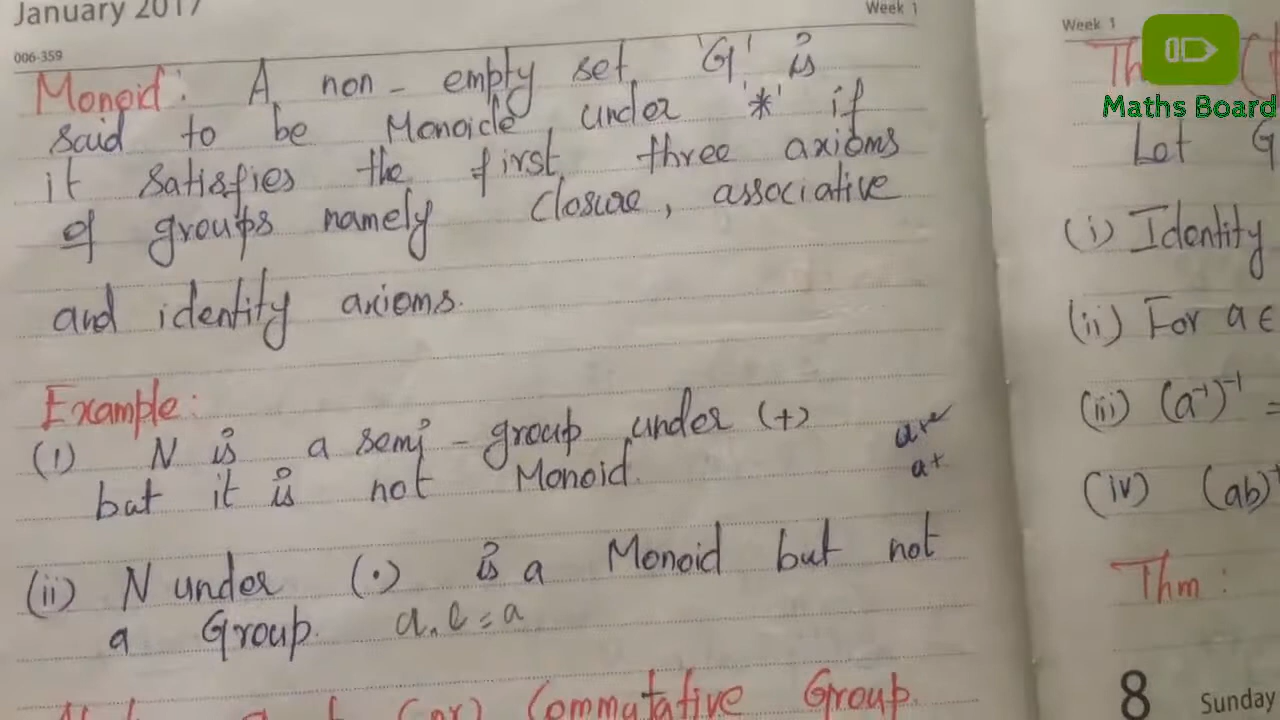 January 2017
Week 1
006-359
Monoid: A non-empty set 'G' is
said to be Monoide, under '*' if
it satisfies the first three axioms
of groups namely closure, associative
and identity axioms.
Example:
(i) N is a semi-group under (+)
but it is not Monoid.
(ii) N under (·) is a Monoid but not
a Group. a.e=a
(or) Commutative Group.
Week 1
Maths Board
Let G
(i) Identity
(ii) For a ∈
(iii) (a⁻¹)⁻¹ =
(iv) (ab)
Thm:
8 Sunday